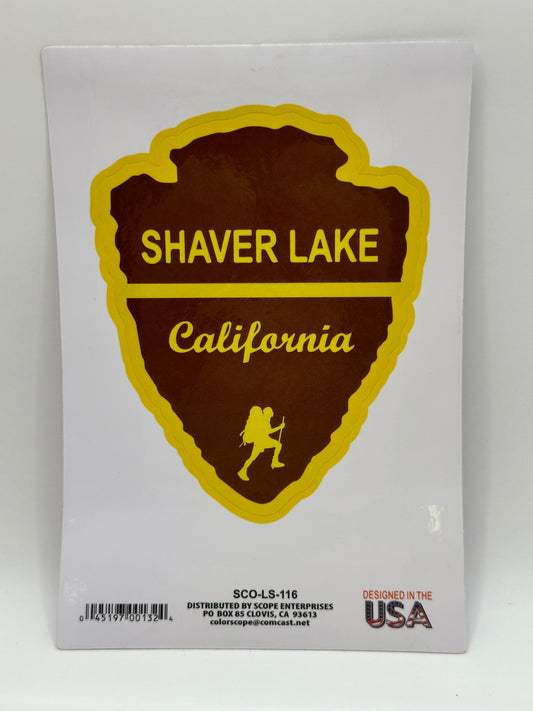 SHAVER LAKE
California
SCO-LS-116
DISTRIBUTED BY SCOPE ENTERPRISES
PO BOX 85 CLOVIS, CA 93613
colorscope@comcast.net
0 45197 00132 4
DESIGNED IN THE
USA